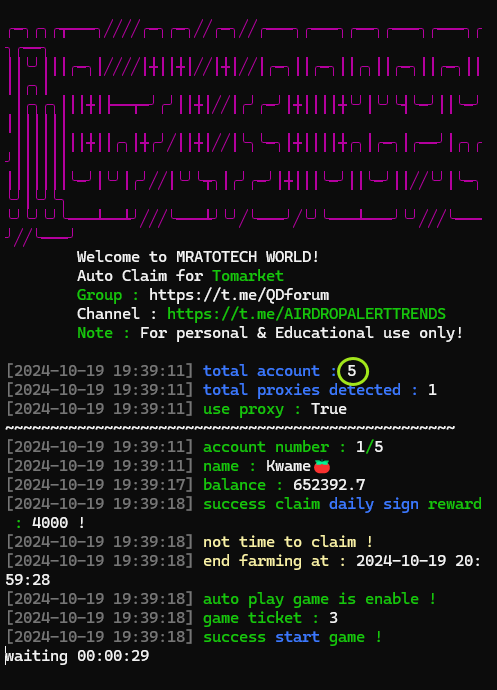 Welcome to MRATOTECH WORLD!
Auto Claim for Tomarket
Group : https://t.me/QDforum
Channel : https://t.me/AIRDROPALERTTRENDS
Note : For personal & Educational use only!
[2024-10-19 19:39:11] total account : 5
[2024-10-19 19:39:11] total proxies detected : 1
[2024-10-19 19:39:11] use proxy : True
~~~~~~~~~~~~~~~~~~~~~~~~~~~~~~~~~~~~~~~~~~~~~~~~~~
[2024-10-19 19:39:11] account number : 1/5
[2024-10-19 19:39:11] name : Kwame🍅
[2024-10-19 19:39:17] balance : 652392.7
[2024-10-19 19:39:18] success claim daily sign reward
: 4000 !
[2024-10-19 19:39:18] not time to claim !
[2024-10-19 19:39:18] end farming at : 2024-10-19 20:
59:28
[2024-10-19 19:39:18] auto play game is enable !
[2024-10-19 19:39:18] game ticket : 3
[2024-10-19 19:39:18] success start game !
waiting 00:00:29